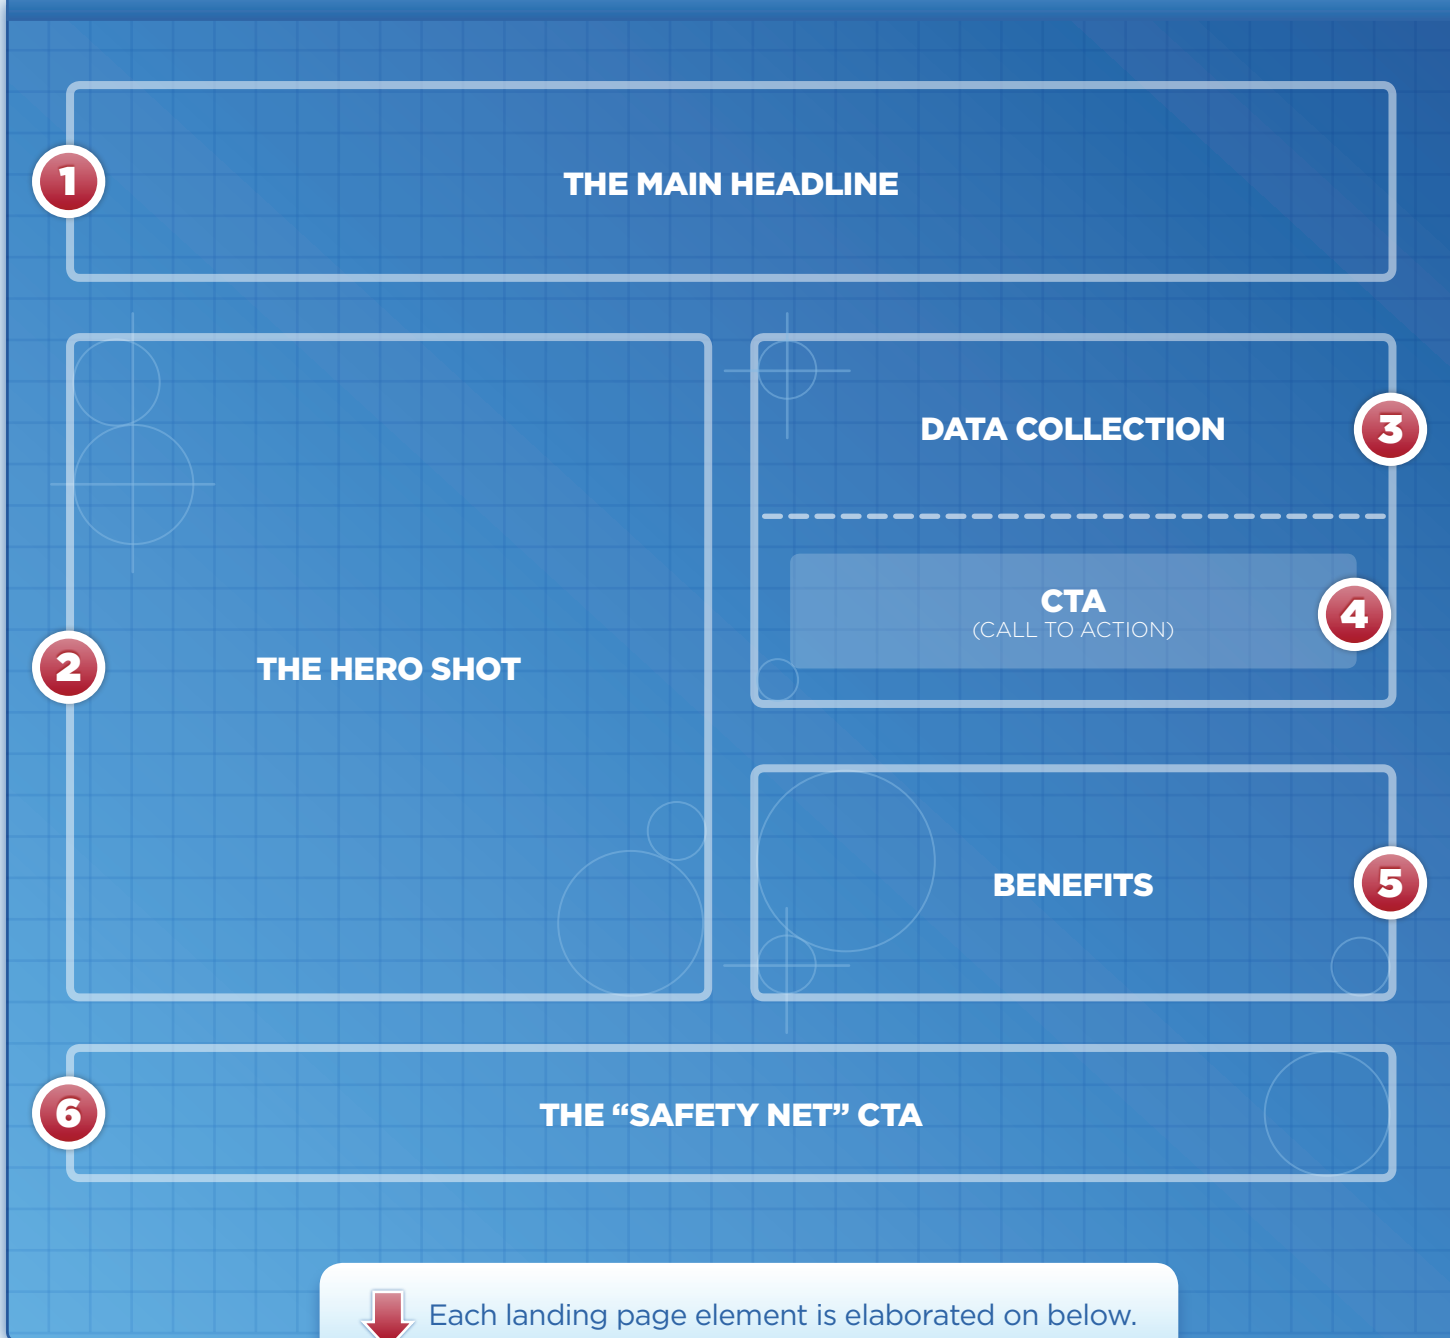 1
THE MAIN HEADLINE
2
THE HERO SHOT
DATA COLLECTION
3
CTA
(CALL TO ACTION)
4
BENEFITS
5
6
THE “SAFETY NET” CTA
Each landing page element is elaborated on below.